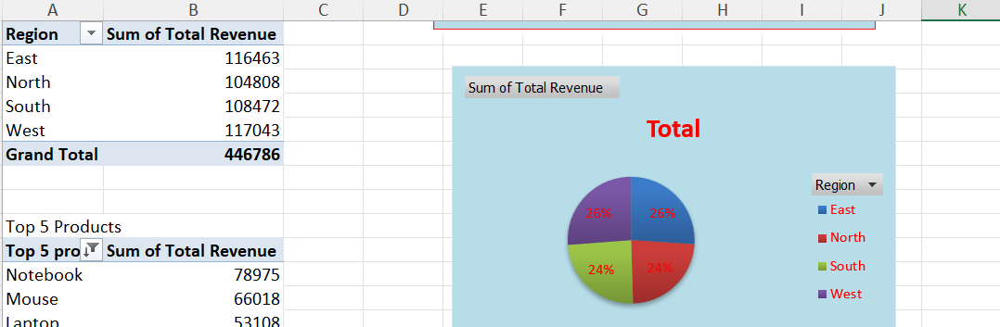 A B C D E F G H I J K
Region Sum of Total Revenue
East 116463
North 104808
South 108472
West 117043
Grand Total 446786
Top 5 Products
Top 5 pro Sum of Total Revenue
Notebook 78975
Mouse 66018
Laptop 53108
Sum of Total Revenue
Total
26% 26%
24% 24%
Region
East
North
South
West